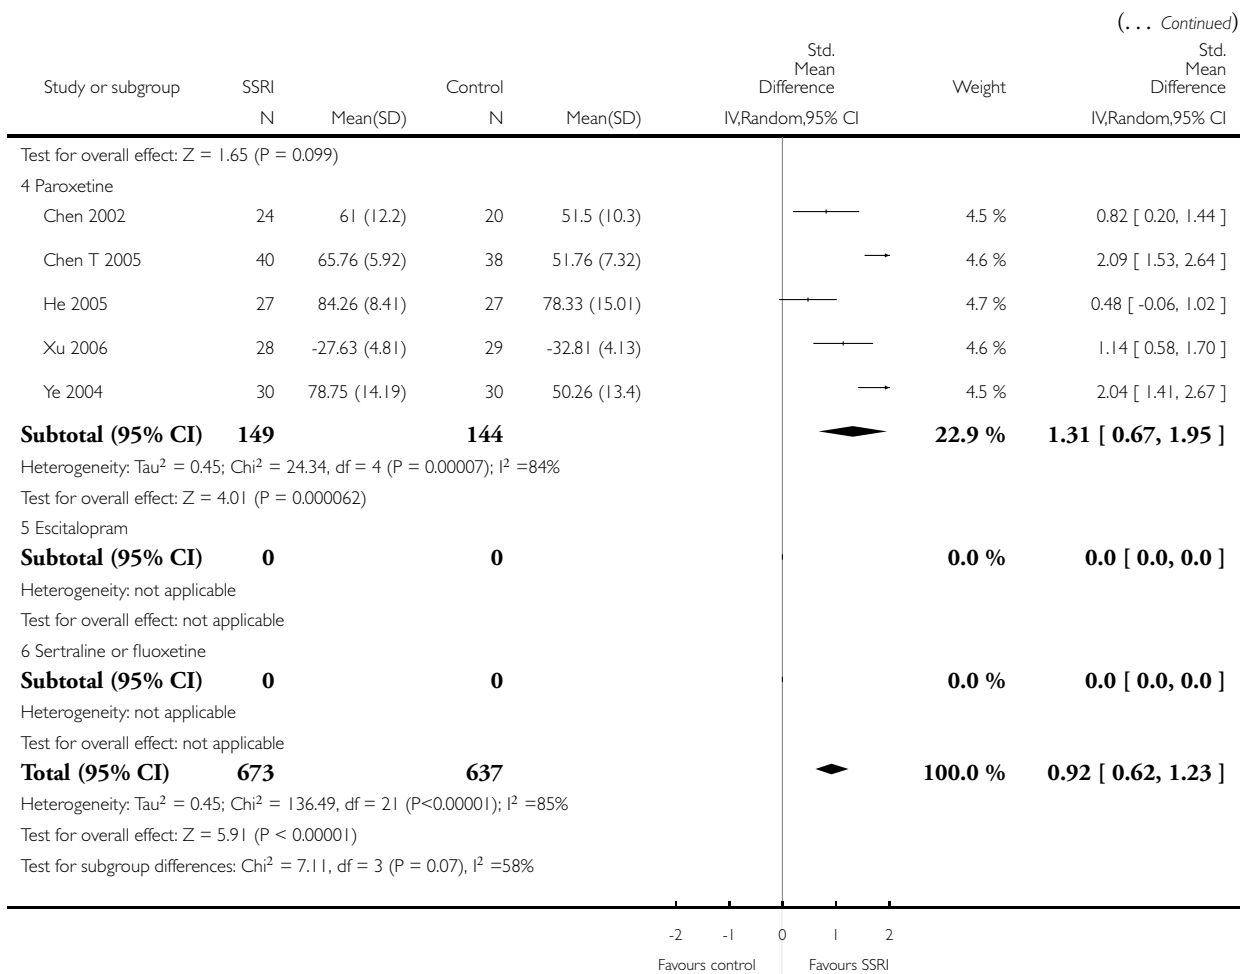 (... Continued)
Study or subgroup SSRI Control Std. Mean Difference Weight Std. Mean Difference
N Mean(SD) N Mean(SD) IV,Random,95% CI IV,Random,95% CI
Test for overall effect: Z = 1.65 (P = 0.099)
4 Paroxetine
Chen 2002 24 61 (12.2) 20 51.5 (10.3) 4.5 % 0.82 [ 0.20, 1.44 ]
Chen T 2005 40 65.76 (5.92) 38 51.76 (7.32) 4.6 % 2.09 [ 1.53, 2.64 ]
He 2005 27 84.26 (8.41) 27 78.33 (15.01) 4.7 % 0.48 [ -0.06, 1.02 ]
Xu 2006 28 -27.63 (4.81) 29 -32.81 (4.13) 4.6 % 1.14 [ 0.58, 1.70 ]
Ye 2004 30 78.75 (14.19) 30 50.26 (13.4) 4.5 % 2.04 [ 1.41, 2.67 ]
Subtotal (95% CI) 149 144 22.9 % 1.31 [ 0.67, 1.95 ]
Heterogeneity: Tau² = 0.45; Chi² = 24.34, df = 4 (P = 0.00007); I² =84%
Test for overall effect: Z = 4.01 (P = 0.000062)
5 Escitalopram
Subtotal (95% CI) 0 0 0.0 % 0.0 [ 0.0, 0.0 ]
Heterogeneity: not applicable
Test for overall effect: not applicable
6 Sertraline or fluoxetine
Subtotal (95% CI) 0 0 0.0 % 0.0 [ 0.0, 0.0 ]
Heterogeneity: not applicable
Test for overall effect: not applicable
Total (95% CI) 673 637 100.0 % 0.92 [ 0.62, 1.23 ]
Heterogeneity: Tau² = 0.45; Chi² = 136.49, df = 21 (P<0.00001); I² =85%
Test for overall effect: Z = 5.91 (P < 0.00001)
Test for subgroup differences: Chi² = 7.11, df = 3 (P = 0.07), I² =58%
-2 -1 0 1 2
Favours control Favours SSRI